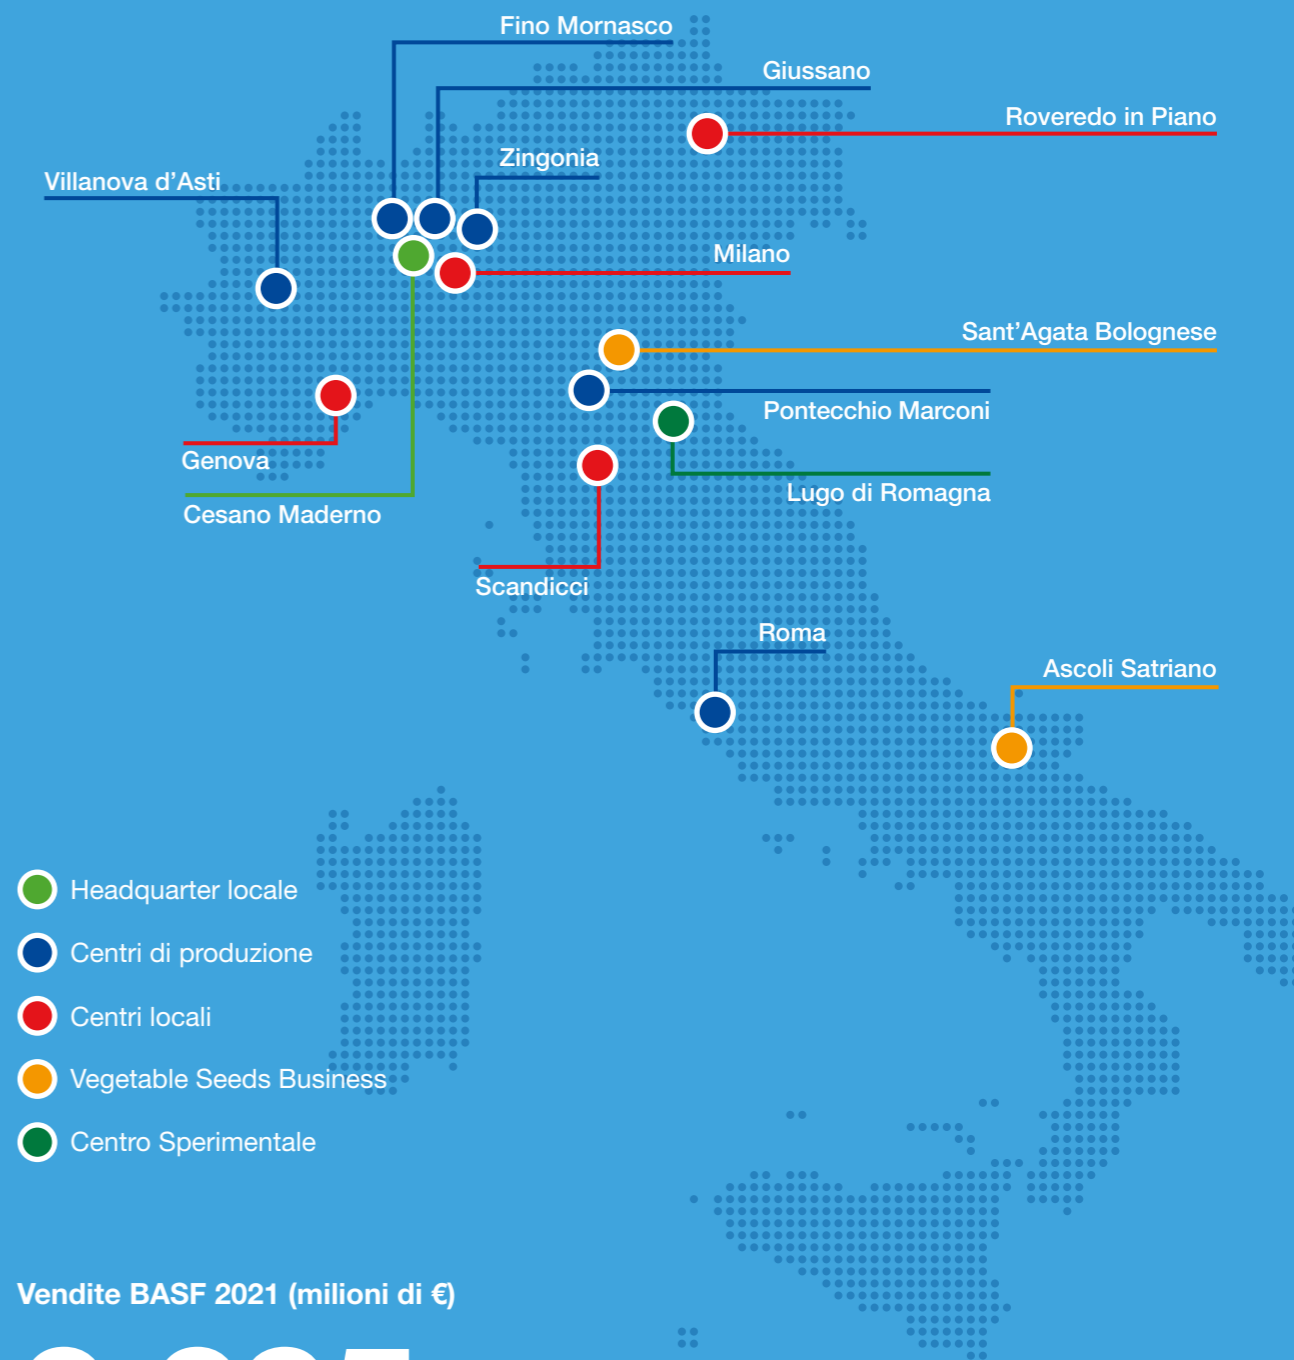 Fino Mornasco
Giussano
Roveredo in Piano
Zingonia
Villanova d’Asti
Milano
Sant’Agata Bolognese
Pontecchio Marconi
Genova
Lugo di Romagna
Cesano Maderno
Scandicci
Roma
Ascoli Satriano
Headquarter locale
Centri di produzione
Centri locali
Vegetable Seeds Business
Centro Sperimentale
Vendite BASF 2021 (milioni di €)